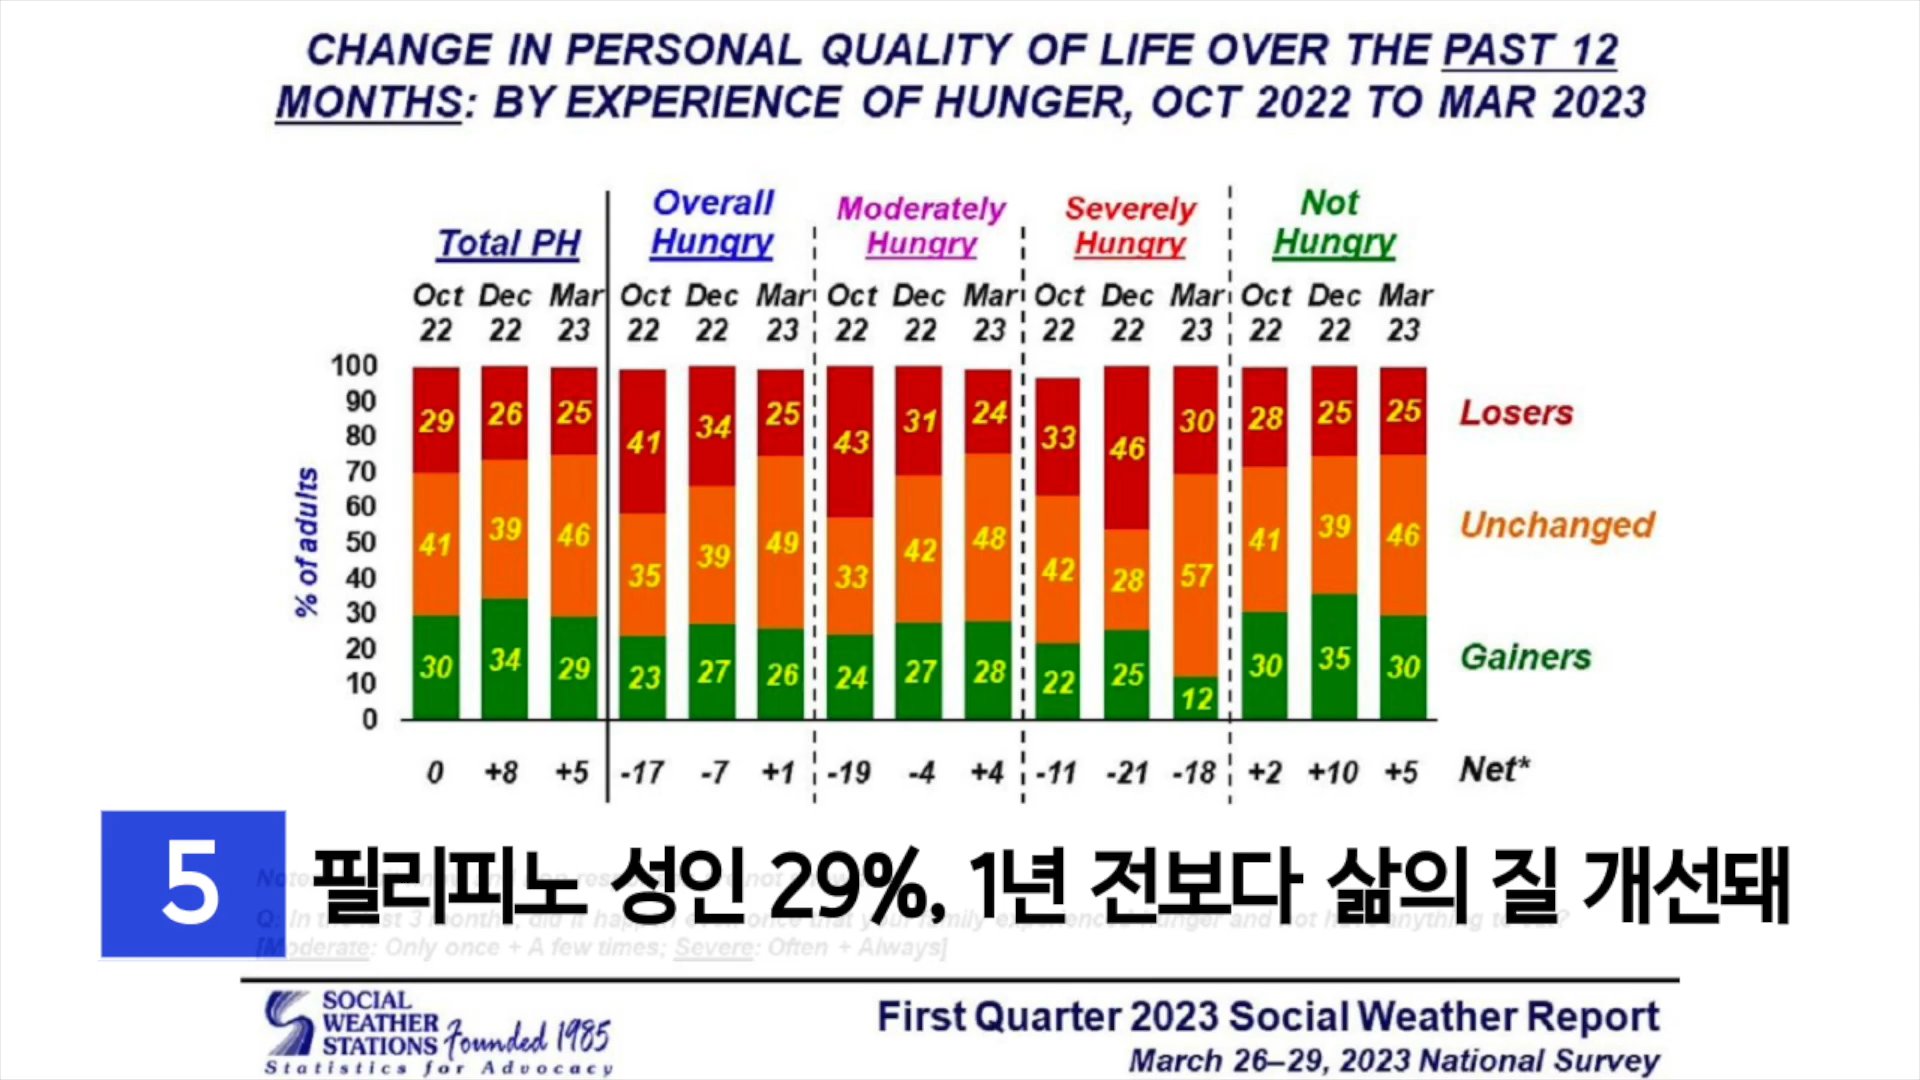 CHANGE IN PERSONAL QUALITY OF LIFE OVER THE PAST 12
MONTHS: BY EXPERIENCE OF HUNGER, OCT 2022 TO MAR 2023
Total PH
Overall Hungry
Moderately Hungry
Severely Hungry
Not Hungry
Oct Dec Mar Oct Dec Mar Oct Dec Mar Oct Dec Mar Oct Dec Mar
22 22 23 22 22 23 22 22 23 22 22 23 22 22 23
% of adults
100
90
80
70
60
50
40
30
20
10
0
29 26 25 41 34 25 43 31 24 33 46 30 28 25 25 Losers
41 39 46 35 39 49 33 42 48 42 28 57 41 39 46 Unchanged
30 34 29 23 27 26 24 27 28 22 25 12 30 35 30 Gainers
0 +8 +5 -17 -7 +1 -19 -4 +4 -11 -21 -18 +2 +10 +5 Net*
5
필리피노 성인 29%. 1년 전보다 삶의 질 개선돼
[Moderate: Only once + A few times; Severe: Often + Always]
SOCIAL
WEATHER
STATIONS Founded 1985
Statistics for Advocacy
First Quarter 2023 Social Weather Report
March 26–29, 2023 National Survey